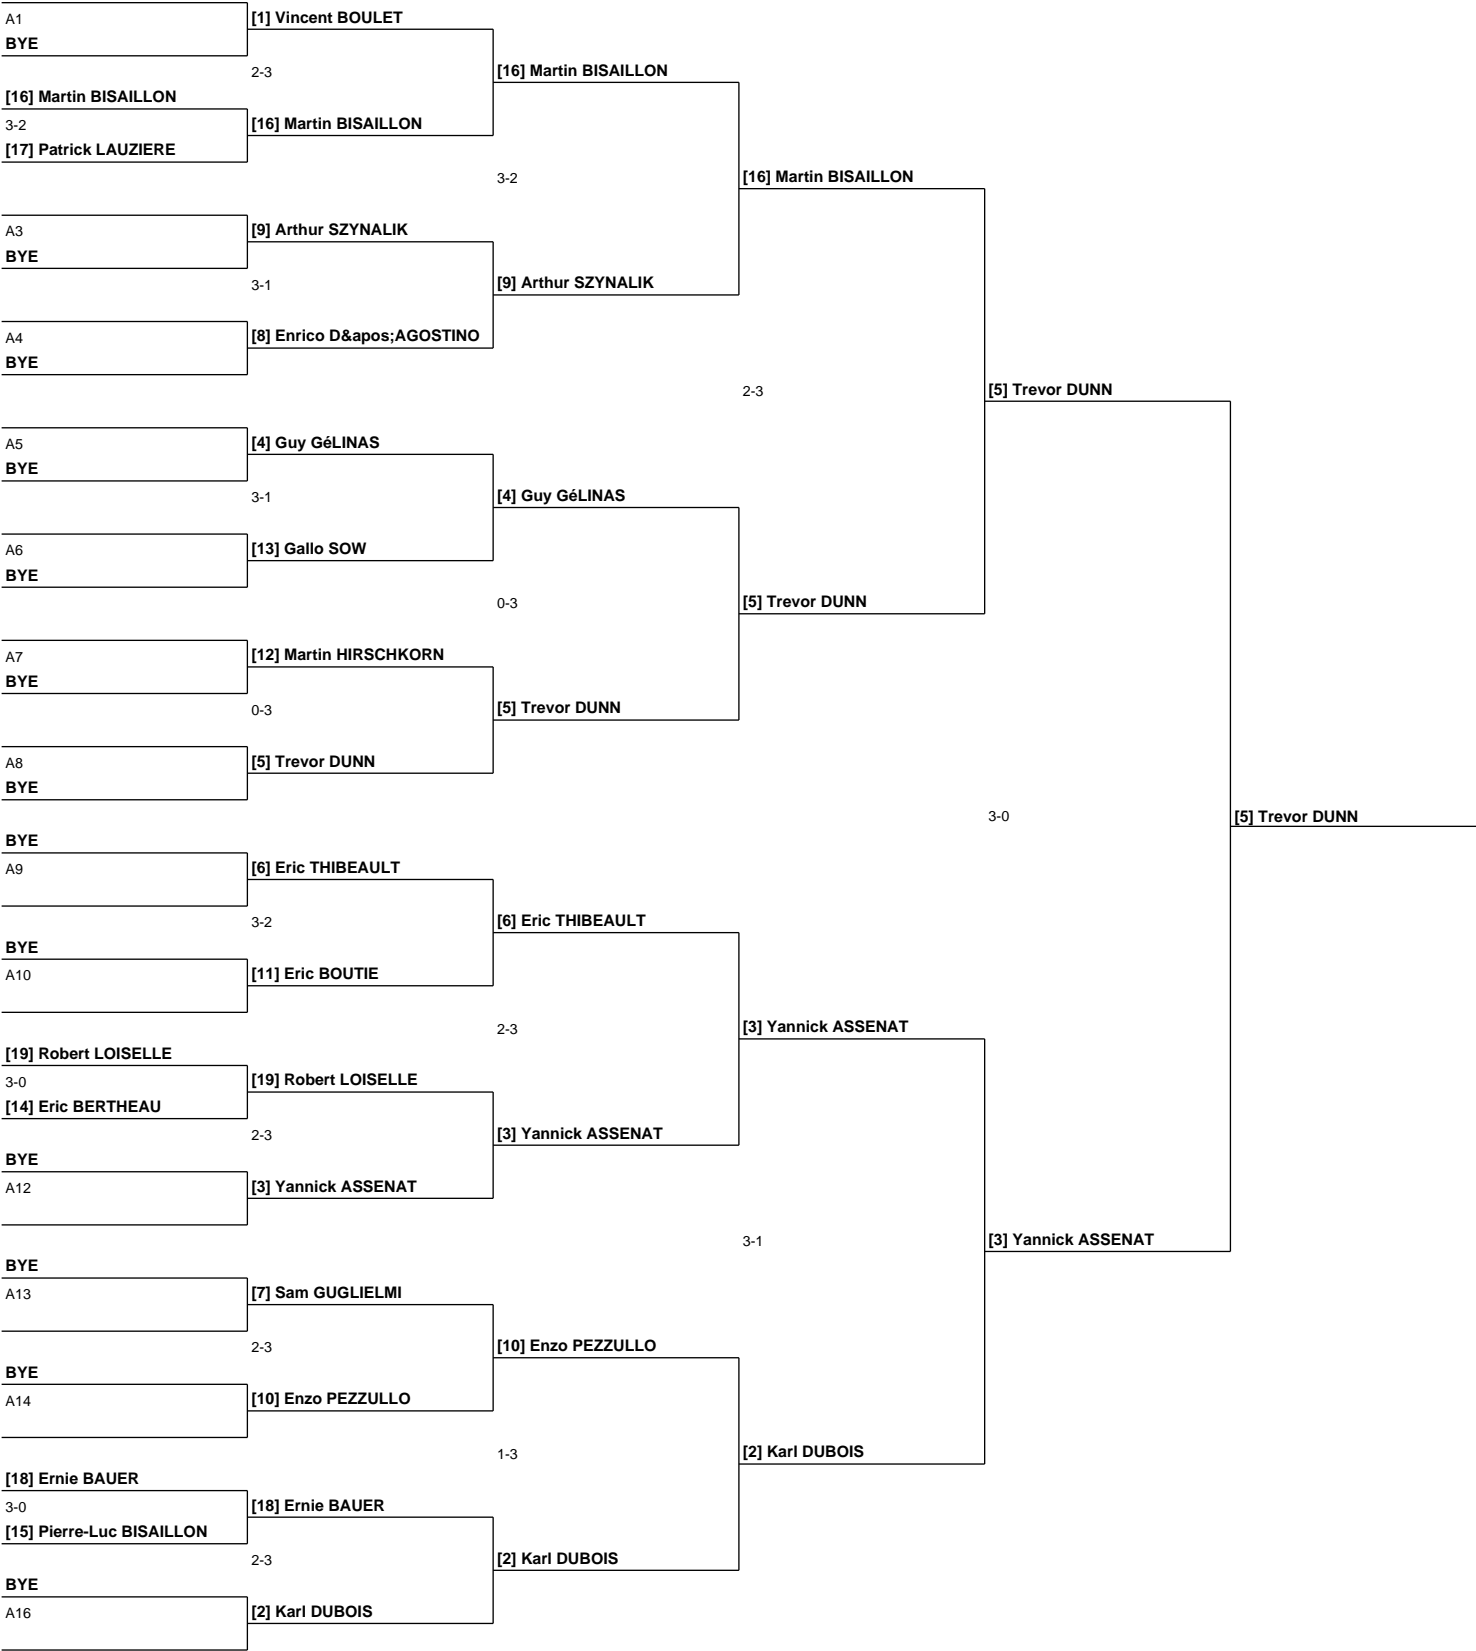 A1
[1] Vincent BOULET
BYE
2-3
[16] Martin BISAILLON
[16] Martin BISAILLON
3-2
[16] Martin BISAILLON
[17] Patrick LAUZIERE
3-2
[16] Martin BISAILLON
A3
[9] Arthur SZYNALIK
BYE
3-1
[9] Arthur SZYNALIK
A4
[8] Enrico D&apos;AGOSTINO
BYE
2-3
[5] Trevor DUNN
A5
[4] Guy GéLINAS
BYE
3-1
[4] Guy GéLINAS
A6
[13] Gallo SOW
BYE
0-3
[5] Trevor DUNN
A7
[12] Martin HIRSCHKORN
BYE
0-3
[5] Trevor DUNN
A8
[5] Trevor DUNN
BYE
3-0
[5] Trevor DUNN
BYE
A9
[6] Eric THIBEAULT
3-2
[6] Eric THIBEAULT
BYE
A10
[11] Eric BOUTIE
2-3
[3] Yannick ASSENAT
[19] Robert LOISELLE
3-0
[19] Robert LOISELLE
[14] Eric BERTHEAU
2-3
[3] Yannick ASSENAT
BYE
A12
[3] Yannick ASSENAT
3-1
[3] Yannick ASSENAT
BYE
A13
[7] Sam GUGLIELMI
2-3
[10] Enzo PEZZULLO
BYE
A14
[10] Enzo PEZZULLO
1-3
[2] Karl DUBOIS
[18] Ernie BAUER
3-0
[18] Ernie BAUER
[15] Pierre-Luc BISAILLON
2-3
[2] Karl DUBOIS
BYE
A16
[2] Karl DUBOIS